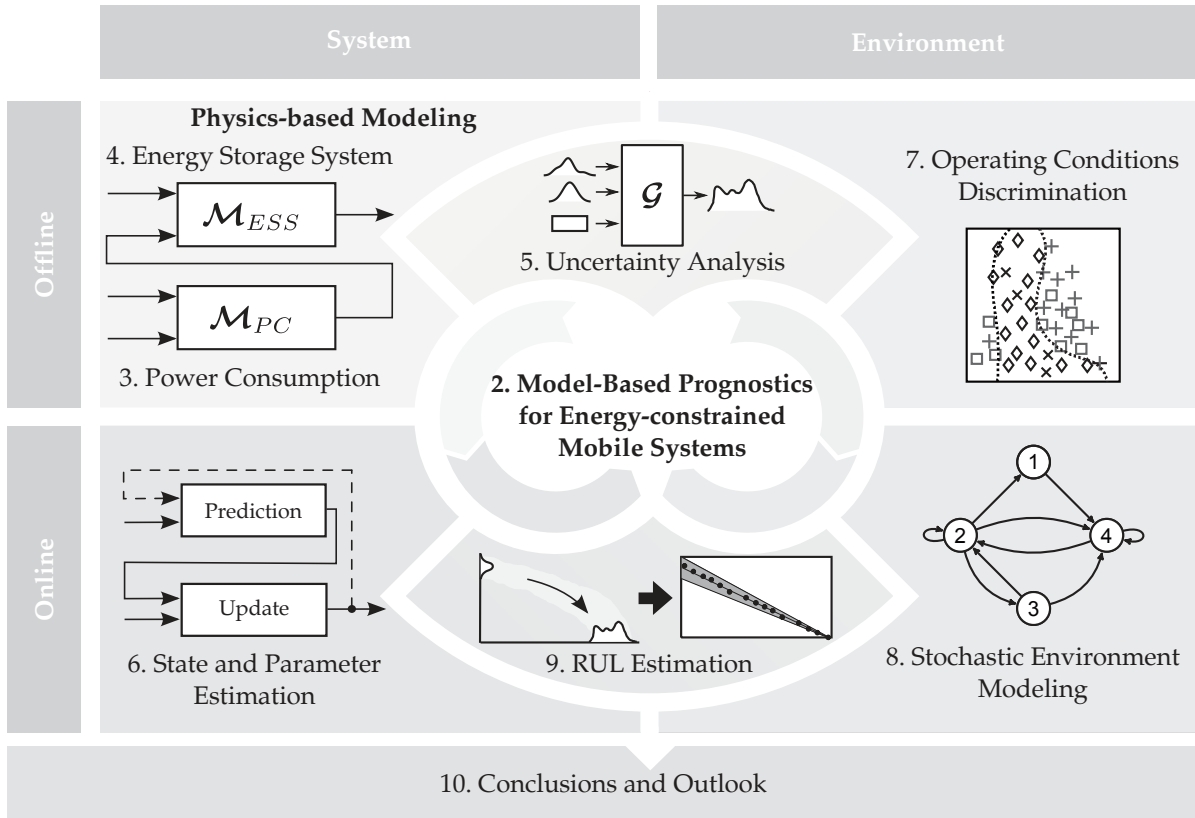 System
Environment
Offline
Physics-based Modeling
4. Energy Storage System
M_ESS
M_PC
3. Power Consumption
G
5. Uncertainty Analysis
7. Operating Conditions
Discrimination
2. Model-Based Prognostics
for Energy-constrained
Mobile Systems
Online
Prediction
Update
6. State and Parameter
Estimation
9. RUL Estimation
1
2
4
3
8. Stochastic Environment
Modeling
10. Conclusions and Outlook